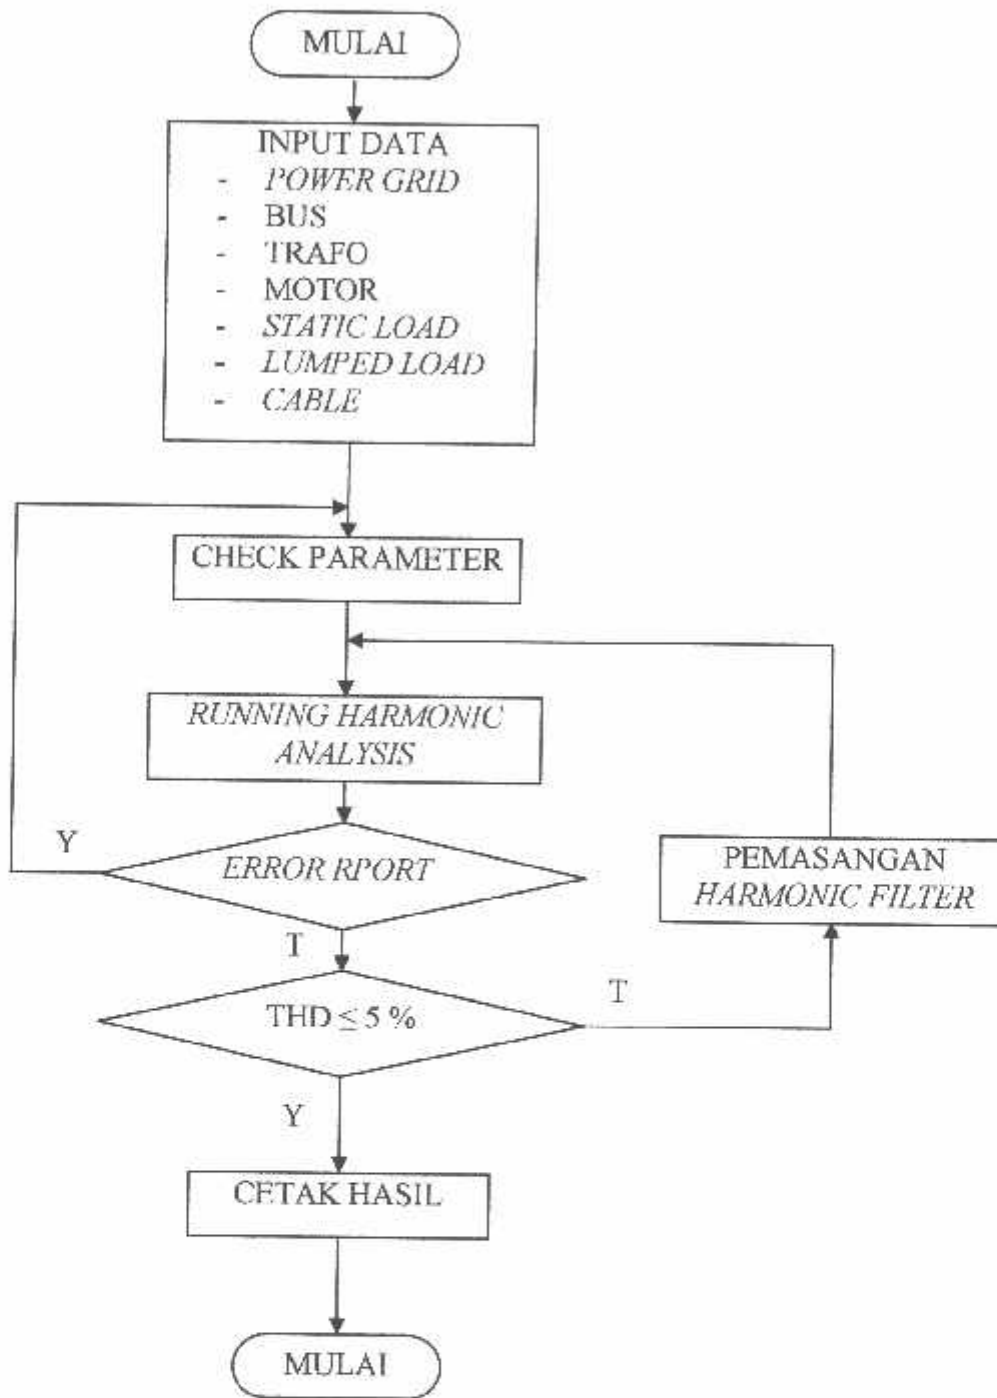 MULAI
INPUT DATA
- POWER GRID
- BUS
- TRAFO
- MOTOR
- STATIC LOAD
- LUMPED LOAD
- CABLE
CHECK PARAMETER
RUNNING HARMONIC
ANALYSIS
Y
ERROR RPORT
PEMASANGAN
HARMONIC FILTER
T
THD ≤ 5 %
T
Y
CETAK HASIL
MULAI